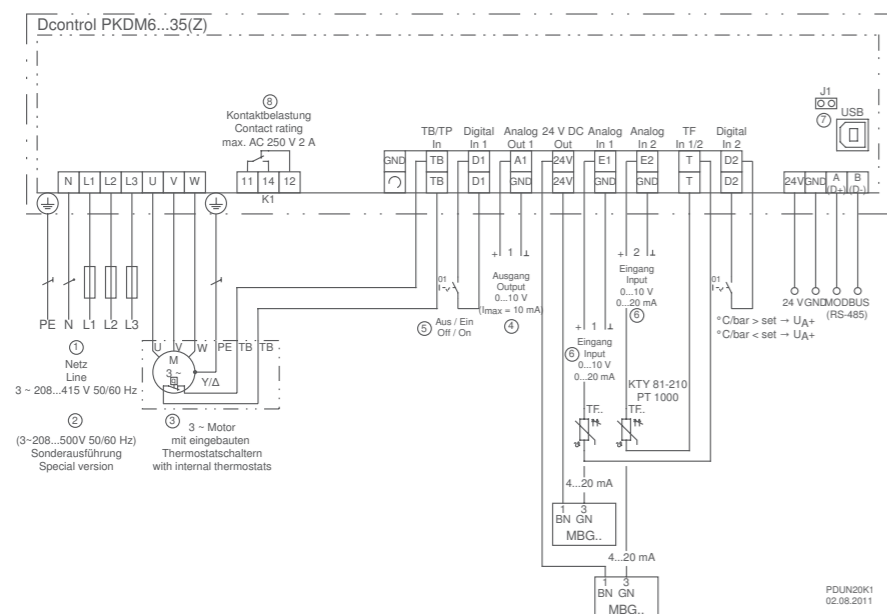 Dcontrol PKDM6...35(Z)
J1
USB
⑦
⑧
Kontaktbelastung
Contact rating
max. AC 250 V 2 A
TB/TP In
Digital In 1
Analog Out 1
24 V DC Out
Analog In 1
Analog In 2
TF In 1/2
Digital In 2
GND TB D1 A1 24V E1 E2 T D2
N L1 L2 L3 U V W
11 14 12
K1
TB D1 GND 24V GND GND T D2
24V GND A (D+) B (D-)
PE N L1 L2 L3
①
Netz
Line
3 ~ 208...415 V 50/60 Hz
②
(3~208...500V 50/60 Hz)
Sonderausführung
Special version
U V W PE TB TB
M
3 ~
Y/Δ
③
3 ~ Motor
mit eingebauten
Thermostatschaltern
with internal thermostats
01
⑤ Aus / Ein
Off / On
+ 1 ⊥
Ausgang
Output
0...10 V
(Imax = 10 mA)
④
+ 1 ⊥
⑥ Eingang
Input
0...10 V
0...20 mA
+ 2 ⊥
Eingang
Input
0...10 V
0...20 mA
⑥
01
24 V GND MODBUS
(RS-485)
°C/bar > set → UA+
°C/bar < set → UA+
KTY 81-210
PT 1000
TF..
TF..
4...20 mA
1 3
BN GN
MBG..
4...20 mA
1 3
BN GN
MBG..
PDUN20K1
02.08.2011